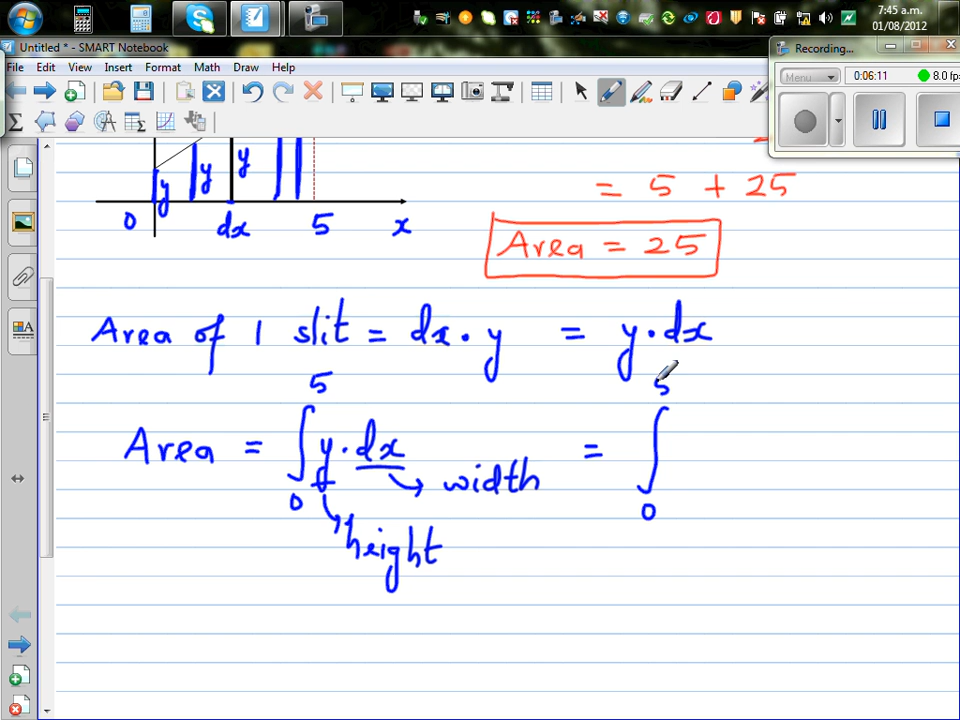 7:45 a.m.
01/08/2012
Untitled * - SMART Notebook
Recording...
File Edit View Insert Format Math Draw Help
Menu 0:06:11 8.0 fps
y y y
0 dx 5 x
= 5 + 25
Area = 25
Area of 1 slit = dx · y = y · dx
5 5
Area = ∫ y · dx = ∫
0 → width 0
height